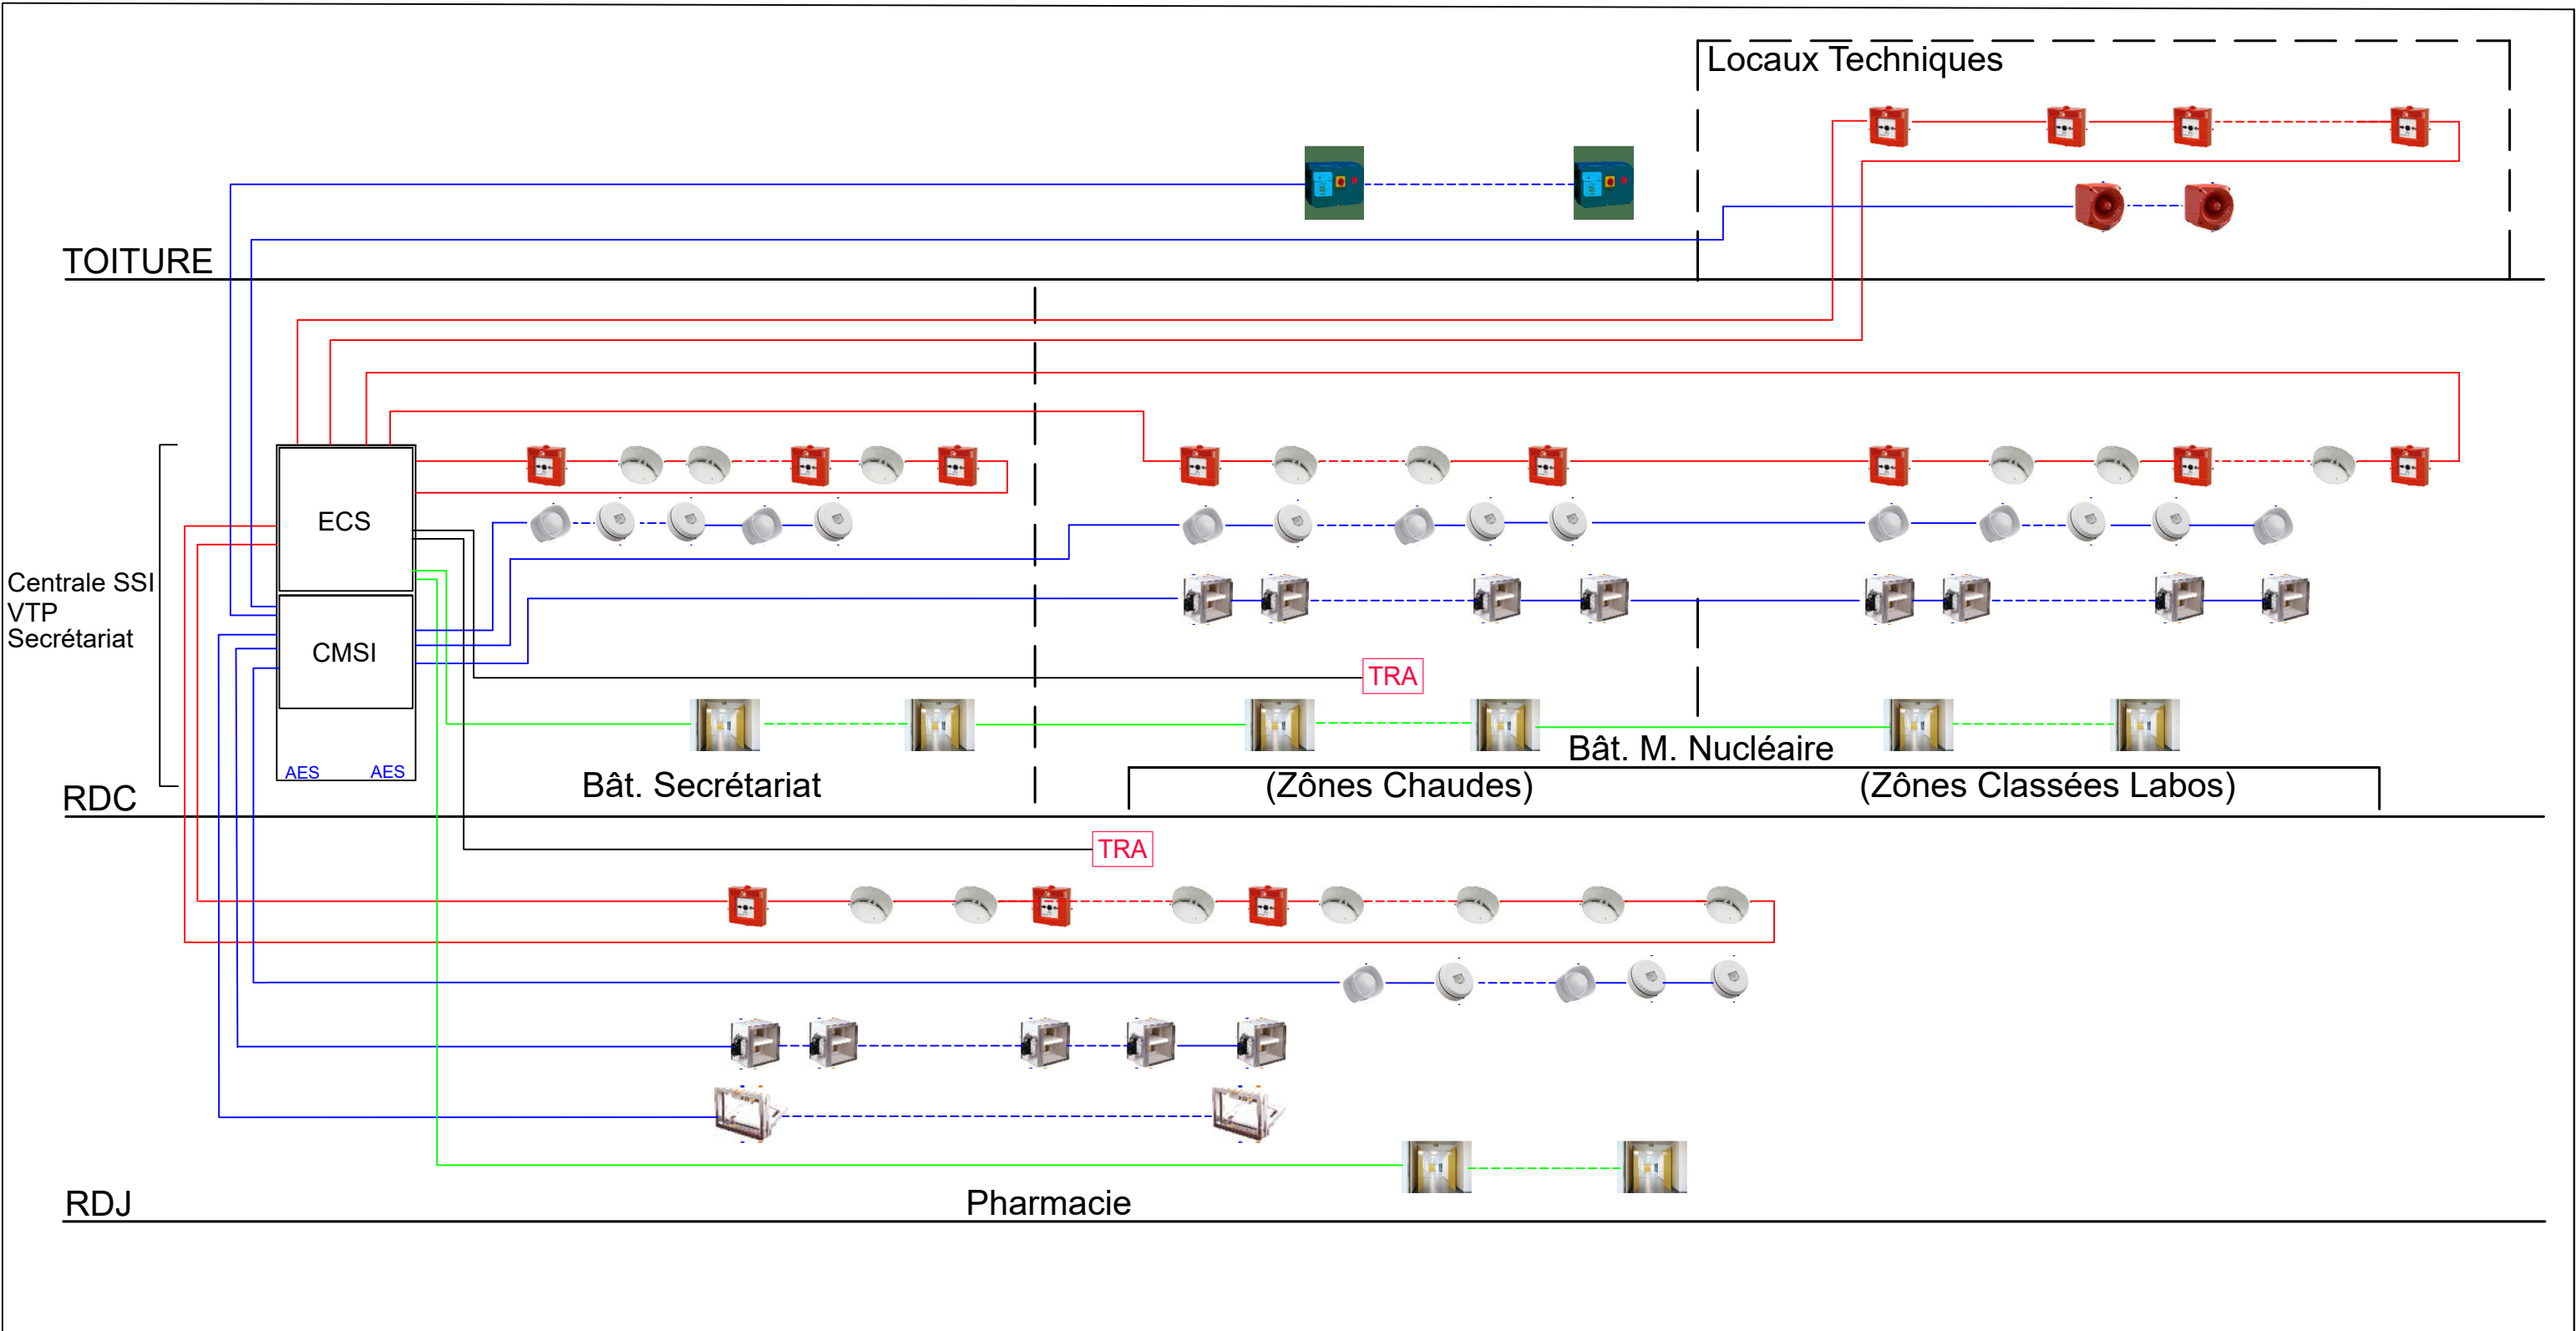 Locaux Techniques
TOITURE
ECS
Centrale SSI
VTP
Secrétariat
CMSI
TRA
AES
AES
Bât. M. Nucléaire
Bât. Secrétariat
(Zônes Chaudes)
(Zônes Classées Labos)
RDC
TRA
RDJ
Pharmacie